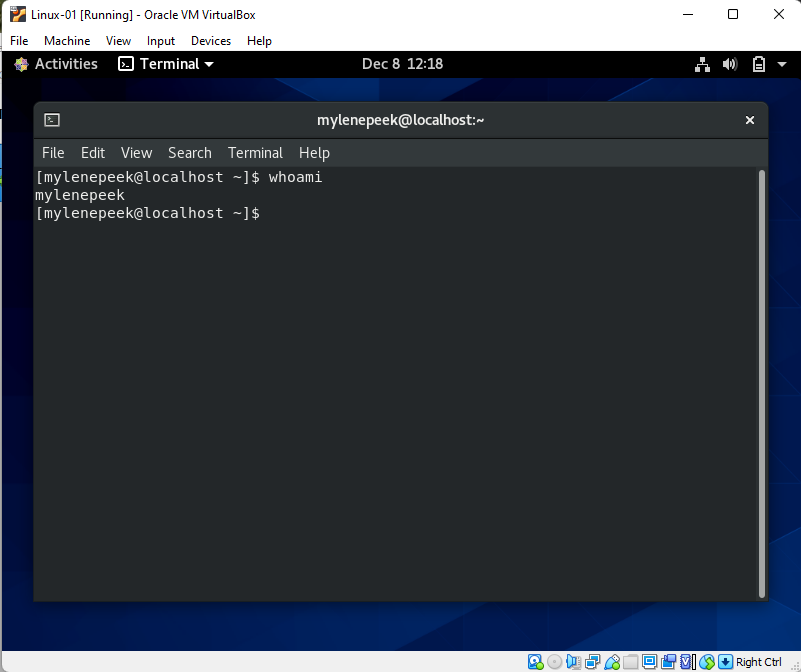 Linux-01 [Running] - Oracle VM VirtualBox
File Machine View Input Devices Help
Activities Terminal Dec 8 12:18
mylenepeek@localhost:~
File Edit View Search Terminal Help
[mylenepeek@localhost ~]$ whoami
mylenepeek
[mylenepeek@localhost ~]$
Right Ctrl